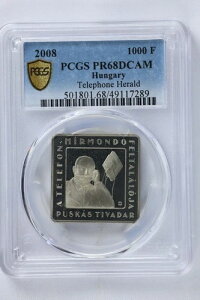 2008 1000 F
PCGS PR68DCAM
Hungary
Telephone Herald
501801.68/49117289
PCGS
A TELEFON-
HÍRMONDÓ
FELTALÁLÓJA
PUSKÁS TIVADAR